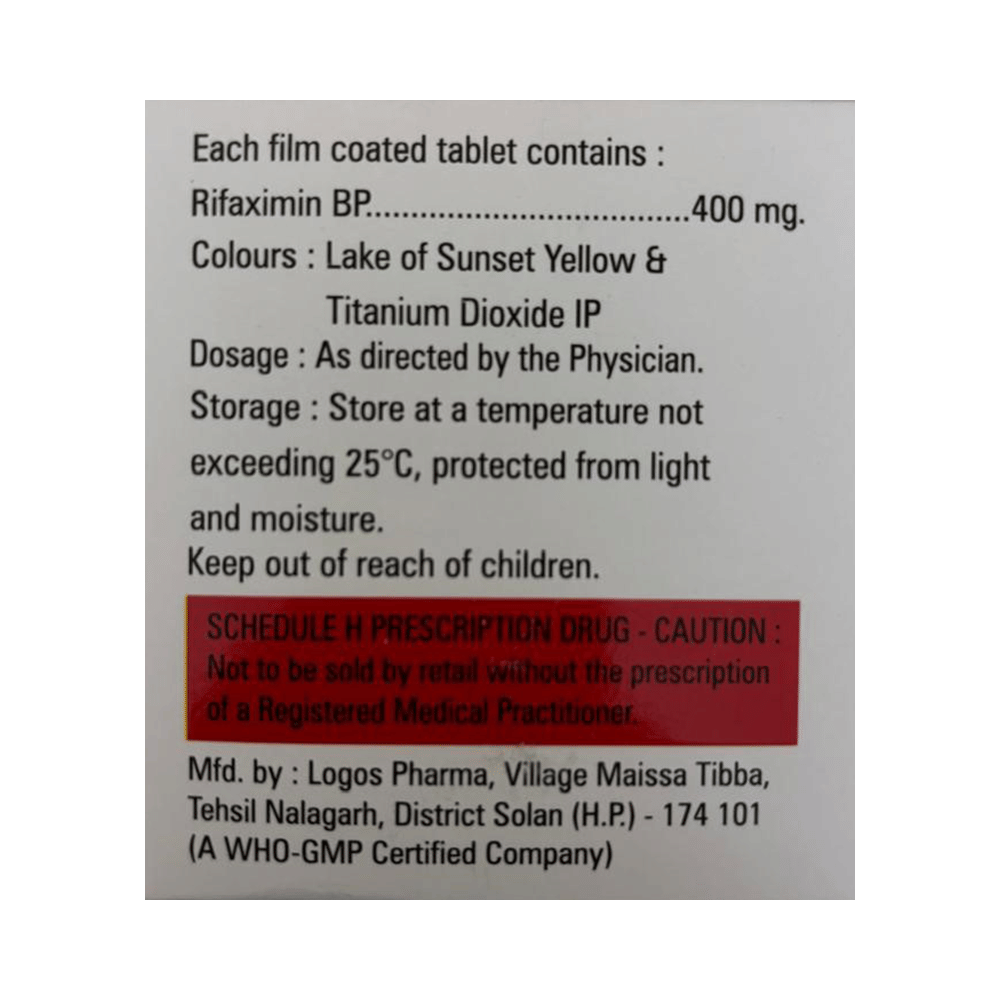 Each film coated tablet contains :
Rifaximin BP.....................................400 mg.
Colours : Lake of Sunset Yellow &
Titanium Dioxide IP
Dosage : As directed by the Physician.
Storage : Store at a temperature not
exceeding 25°C, protected from light
and moisture.
Keep out of reach of children.
SCHEDULE H PRESCRIPTION DRUG - CAUTION :
Not to be sold by retail without the prescription
of a Registered Medical Practitioner.
Mfd. by : Logos Pharma, Village Maissa Tibba,
Tehsil Nalagarh, District Solan (H.P.) - 174 101
(A WHO-GMP Certified Company)